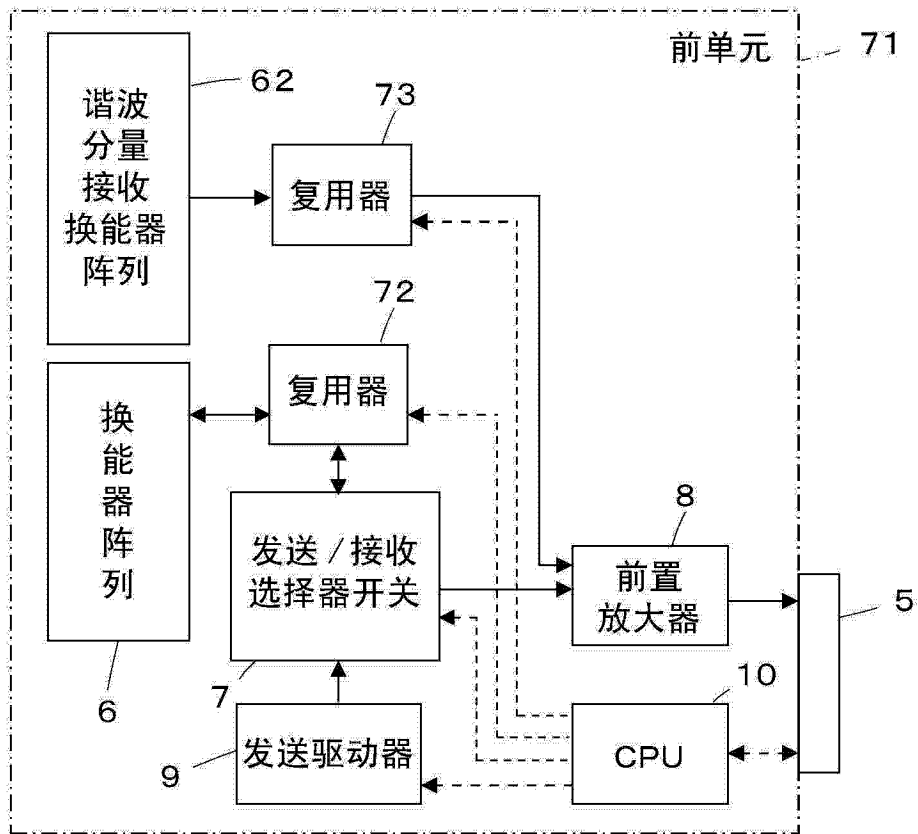 前单元
71
62
谐波
分量
接收
换能器
阵列
73
复用器
72
复用器
换
能
器
阵
列
6
发送/接收
选择器开关
7
8
前置
放大器
5
10
CPU
发送驱动器
9